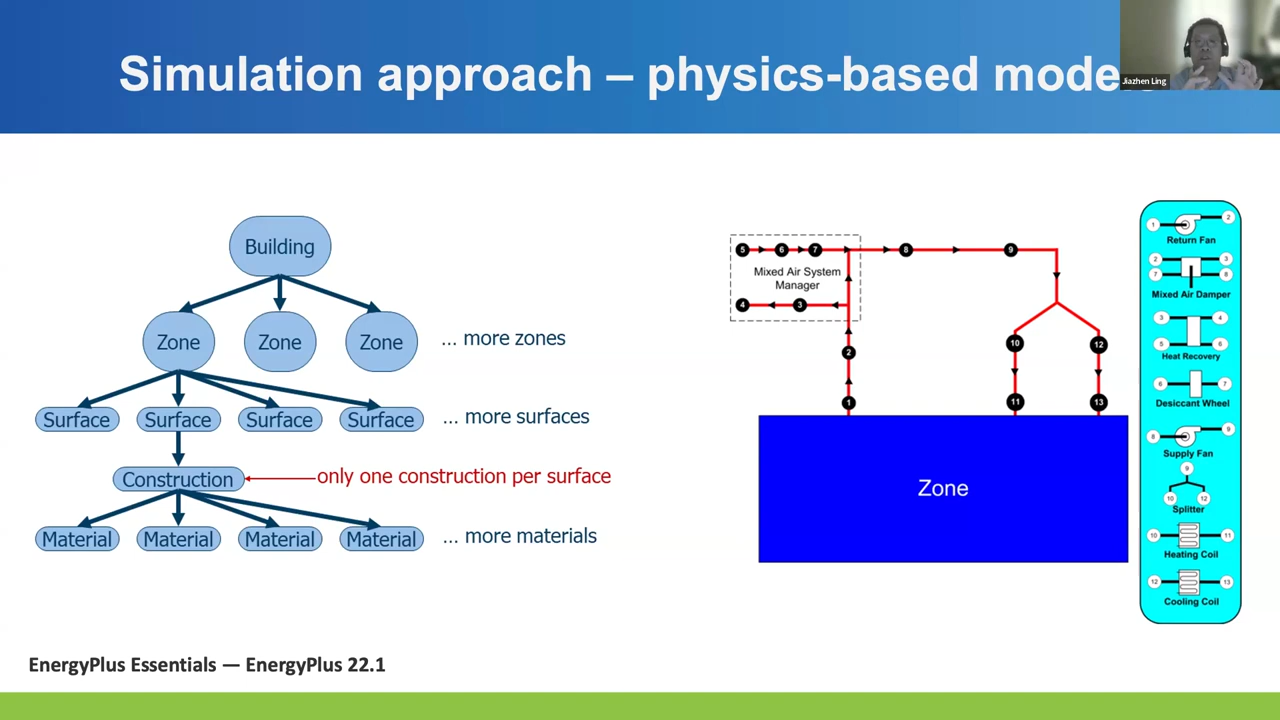 Simulation approach – physics-based mode
Jiazhen Ling
Building
Zone Zone Zone ... more zones
Surface Surface Surface Surface ... more surfaces
Construction only one construction per surface
Material Material Material Material ... more materials
5 6 7 8 9
Mixed Air System
Manager
4 3
2
10 12
1 11 13
Zone
1 2
Return Fan
2 3
7 8
Mixed Air Damper
3 4
5 6
Heat Recovery
6 7
Desiccant Wheel
8 9
Supply Fan
9
10 12
Splitter
10 11
Heating Coil
12 13
Cooling Coil
EnergyPlus Essentials — EnergyPlus 22.1